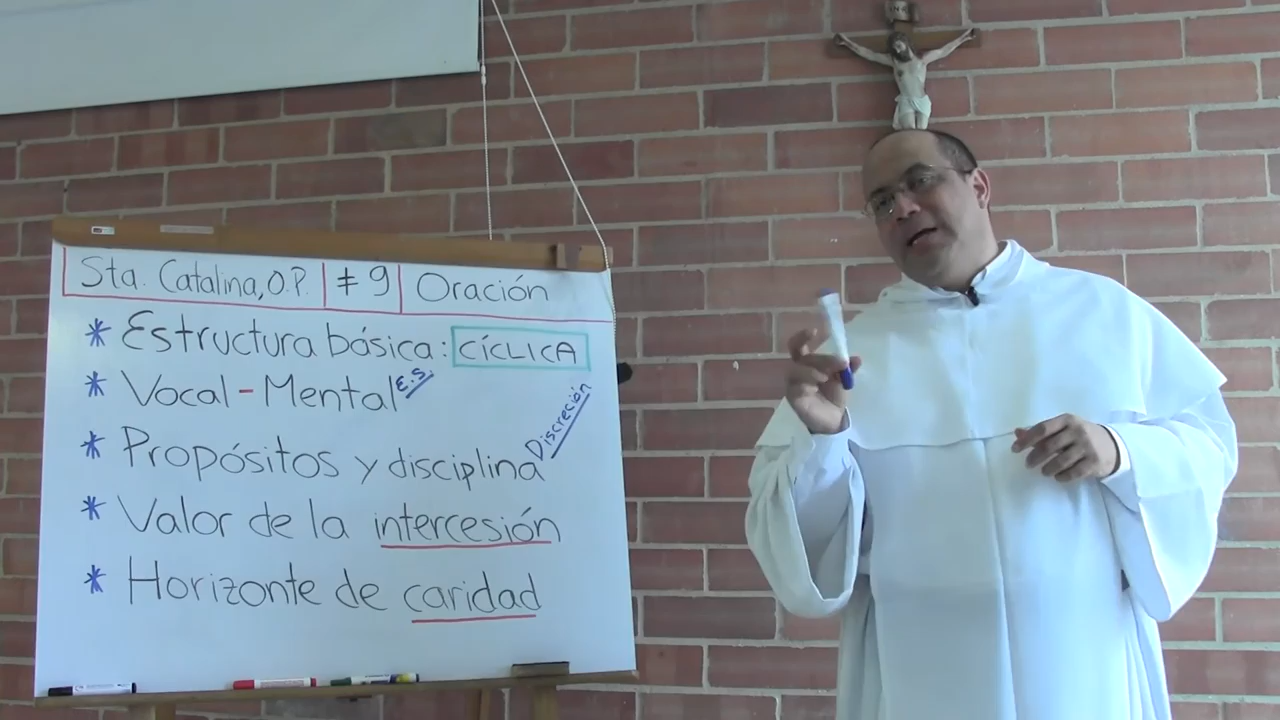 Sta. Catalina, O.P. | # 9 | Oración
* Estructura básica: CÍCLICA
* Vocal - Mental E.S.
* Propósitos y disciplina Discreción
* Valor de la intercesión
* Horizonte de caridad